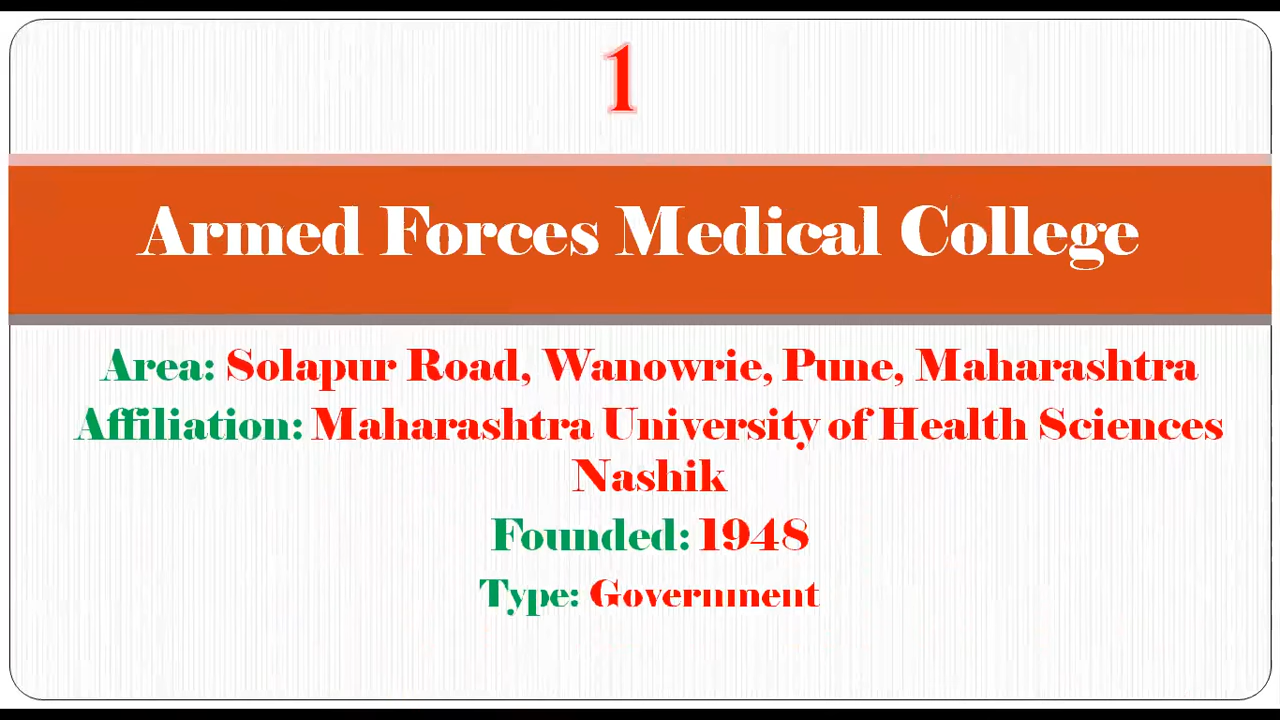 1
Armed Forces Medical College
Area: Solapur Road, Wanowrie, Pune, Maharashtra
Affiliation: Maharashtra University of Health Sciences
Nashik
Founded: 1948
Type: Government